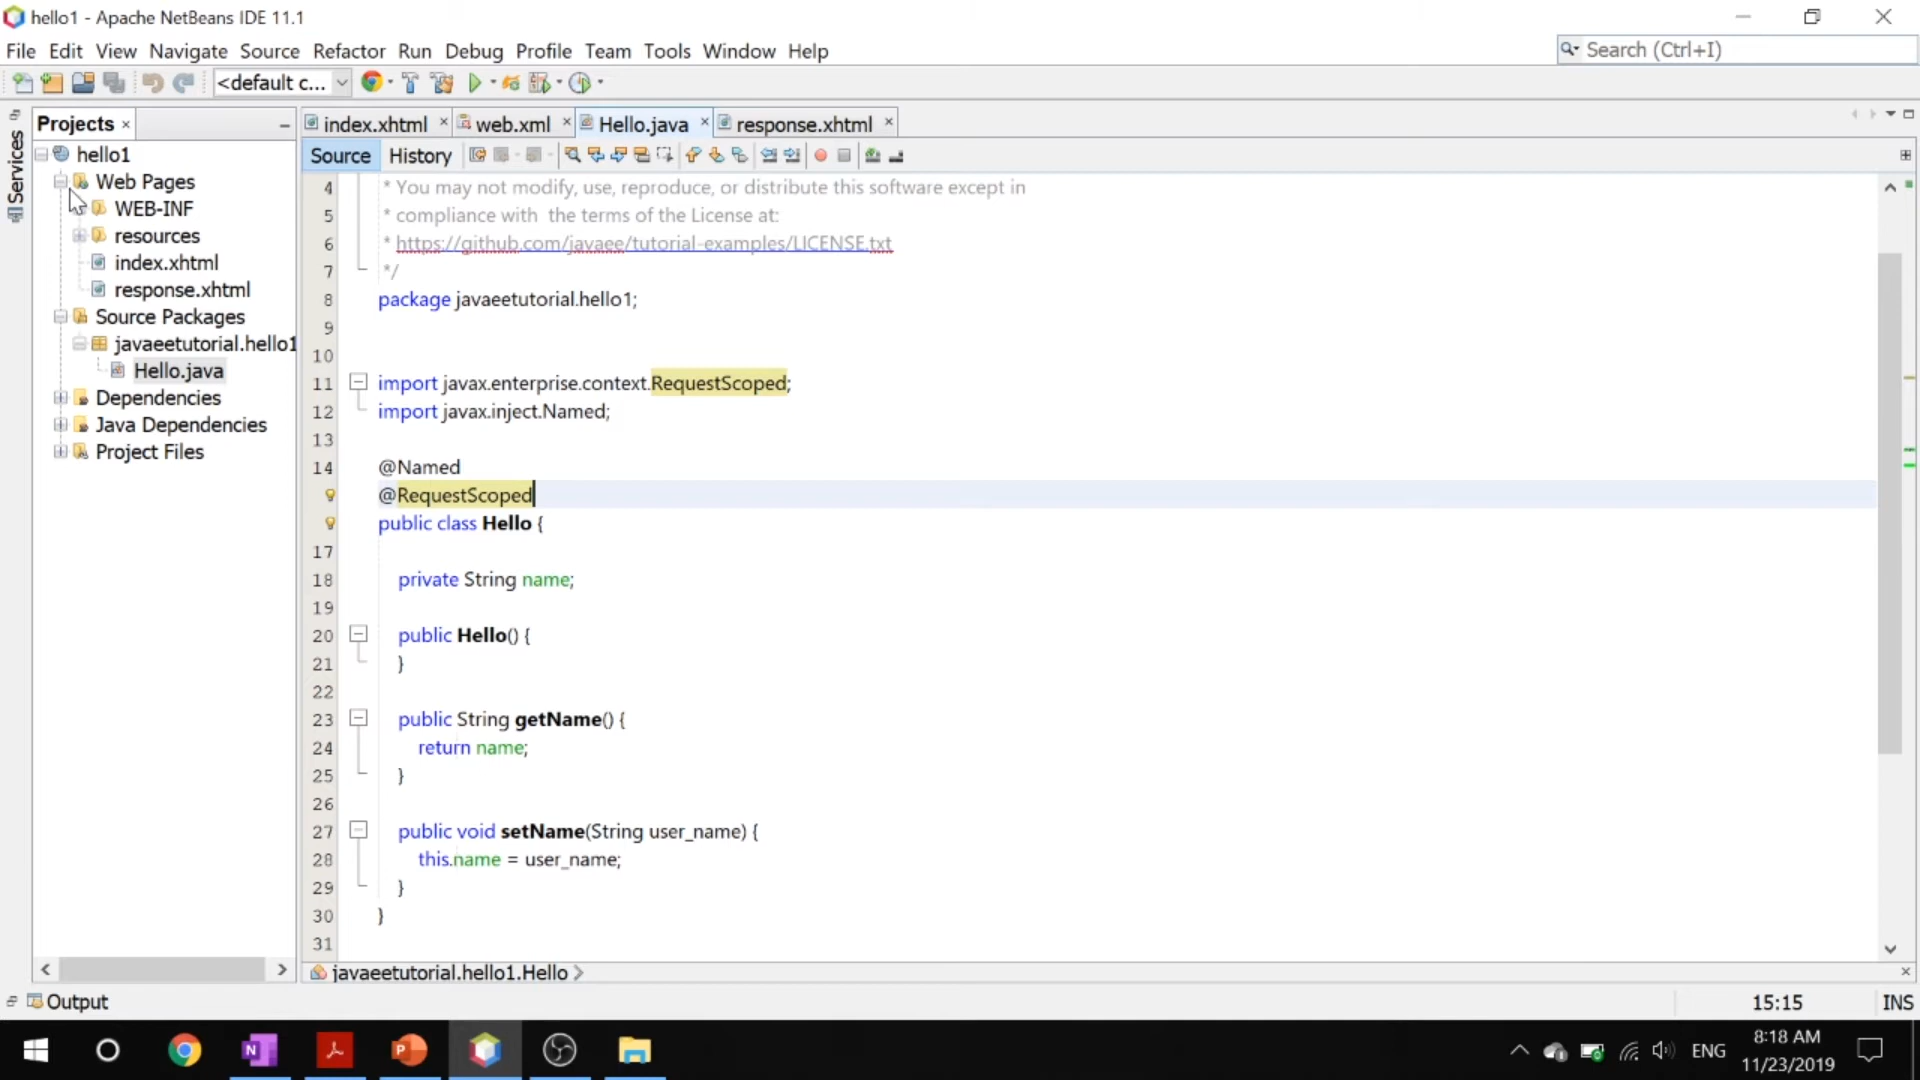 hello1 - Apache NetBeans IDE 11.1
File Edit View Navigate Source Refactor Run Debug Profile Team Tools Window Help
Search (Ctrl+I)
<default c...
Services
Projects
hello1
Web Pages
WEB-INF
resources
index.xhtml
response.xhtml
Source Packages
javaeetutorial.hello1
Hello.java
Dependencies
Java Dependencies
Project Files
index.xhtml web.xml Hello.java response.xhtml
Source History
4 * You may not modify, use, reproduce, or distribute this software except in
5 * compliance with the terms of the License at:
6 * https://github.com/javaee/tutorial-examples/LICENSE.txt
7 */
8 package javaeetutorial.hello1;
9
10
11 import javax.enterprise.context.RequestScoped;
12 import javax.inject.Named;
13
14 @Named
@RequestScoped
public class Hello {
17
18 private String name;
19
20 public Hello() {
21 }
22
23 public String getName() {
24 return name;
25 }
26
27 public void setName(String user_name) {
28 this.name = user_name;
29 }
30 }
31
javaeetutorial.hello1.Hello
Output
15:15 INS
ENG
8:18 AM
11/23/2019